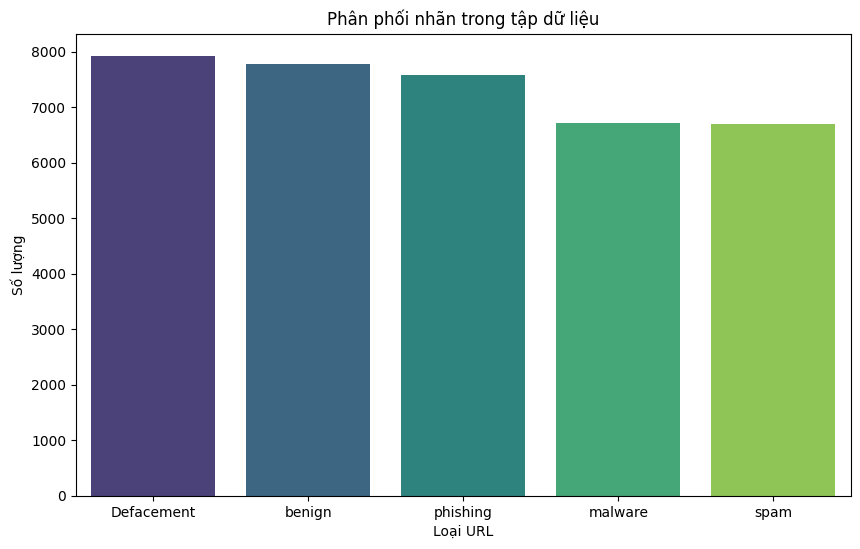 Phân phối nhãn trong tập dữ liệu
8000
7000
6000
5000
4000
3000
2000
1000
0
Số lượng
Defacement benign phishing malware spam
Loại URL